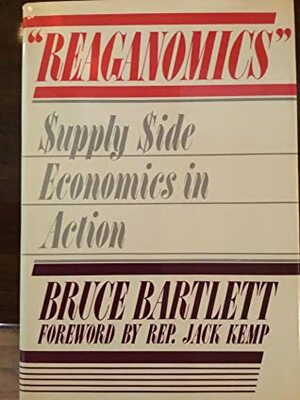 "REAGANOMICS"
$upply $ide
Economics in
Action
BRUCE BARTLETT
FOREWORD BY REP. JACK KEMP